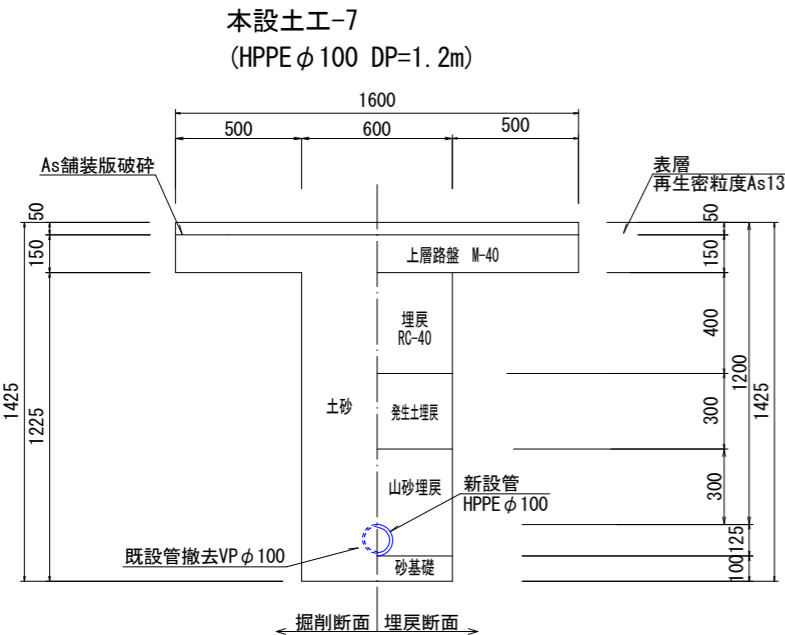 本設土工-7
(HPPEφ100 DP=1.2m)
1600
500
600
500
As舗装版破砕
表層
再生密粒度As13
50
150
1225
1425
上層路盤 M-40
埋戻
RC-40
土砂
発生土埋戻
山砂埋戻
新設管
HPPEφ100
既設管撤去VPφ100
砂基礎
50
150
400
300
300
125
100
1200
1425
掘削断面
埋戻断面